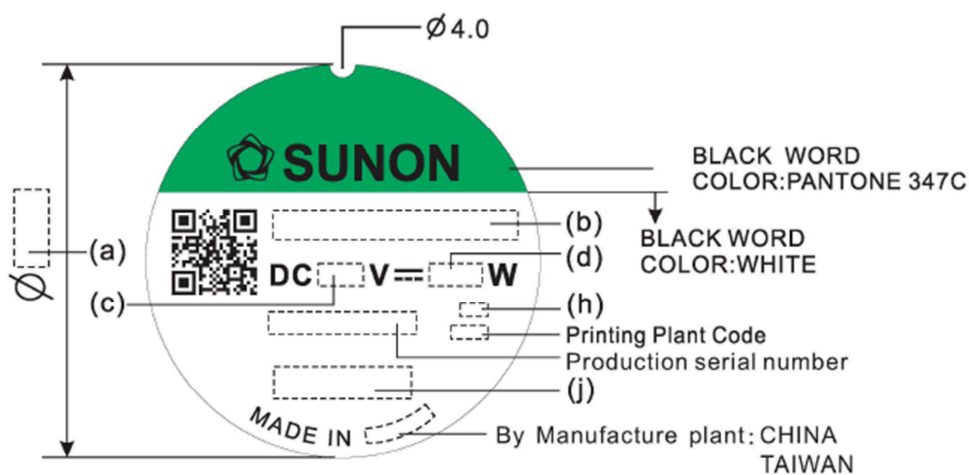 Ø4.0
SUNON
BLACK WORD
COLOR:PANTONE 347C
(a)
Ø
(b)
BLACK WORD
COLOR:WHITE
DC V W
(c)
(d)
(h)
Printing Plant Code
Production serial number
(j)
MADE IN
By Manufacture plant: CHINA
TAIWAN